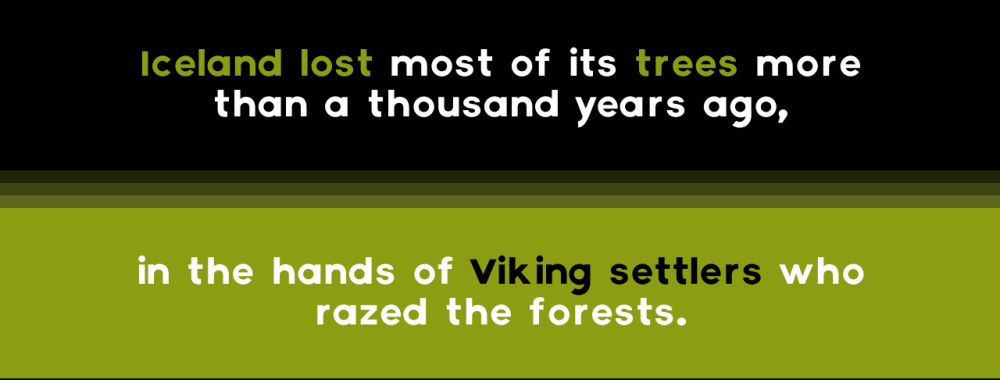 Iceland lost most of its trees more
than a thousand years ago,
in the hands of Viking settlers who
razed the forests.